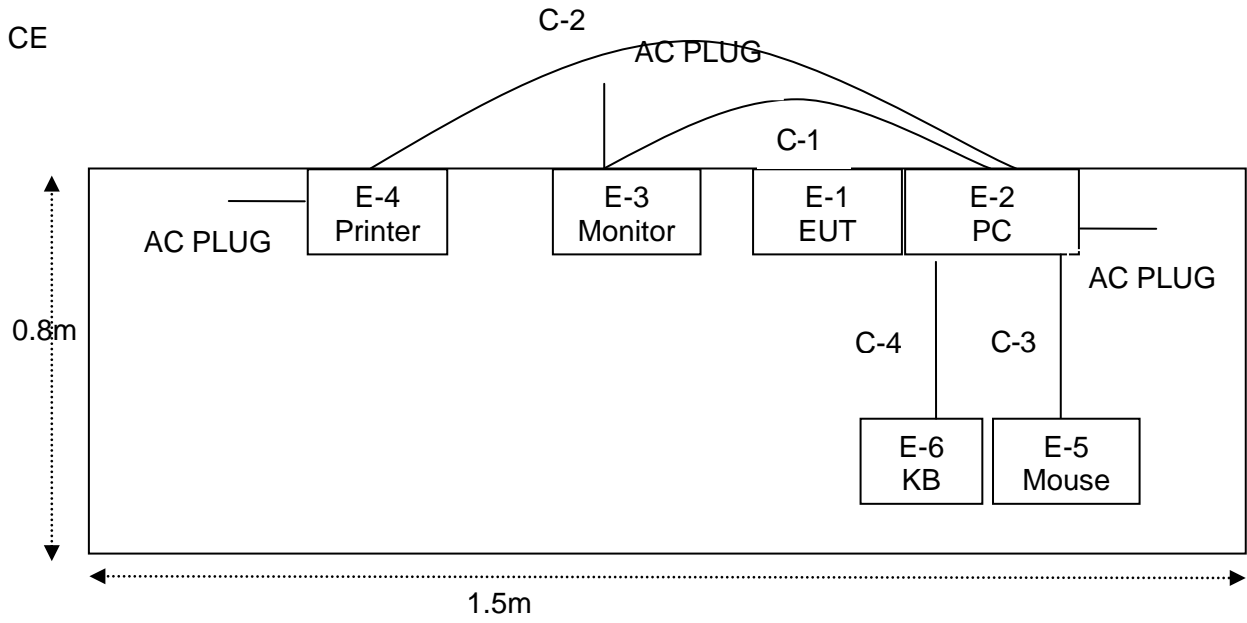 CE
C-2
AC PLUG
C-1
E-4
Printer
E-3
Monitor
E-1
EUT
E-2
PC
AC PLUG
AC PLUG
0.8m
C-4
C-3
E-6
KB
E-5
Mouse
1.5m